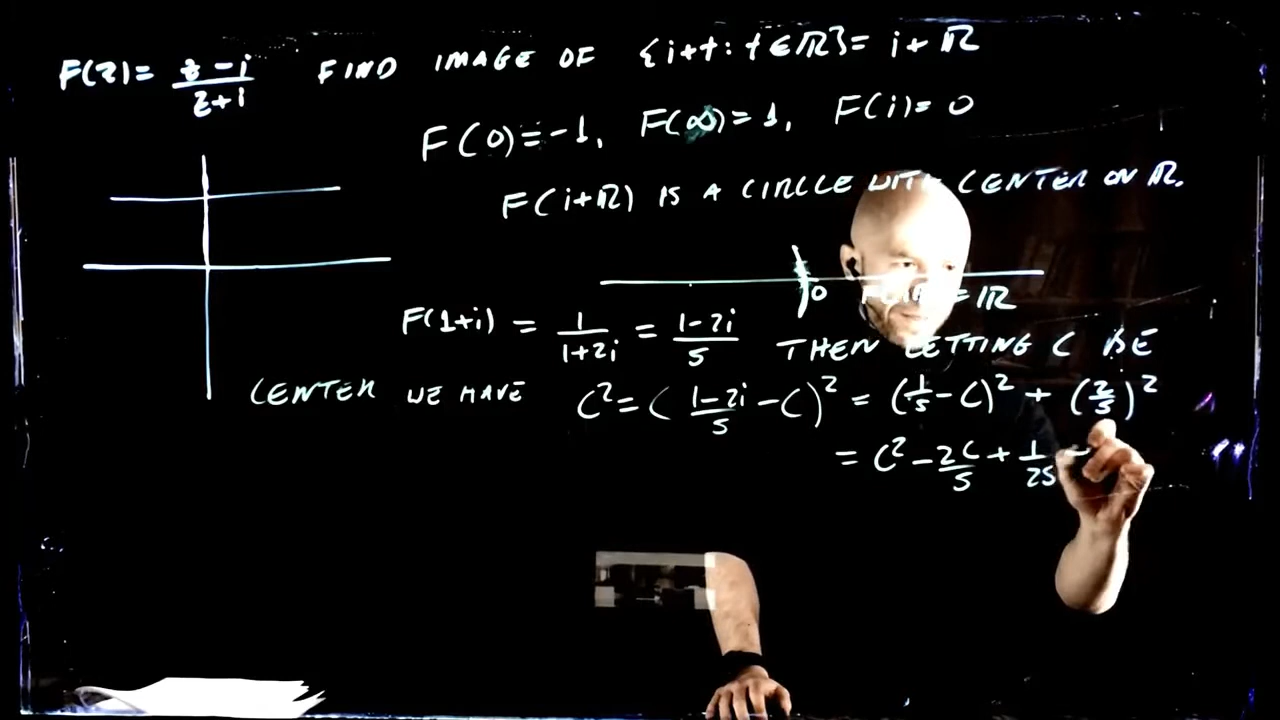 F(z) = z-i / z+i FIND IMAGE OF {i+t : t∈ℝ} = i+ℝ
F(0) = -1, F(∞) = 1, F(i) = 0
F(i+ℝ) IS A CIRCLE WITH CENTER ON ℝ.
0 = ℝ
F(1+i) = 1/1+2i = 1-2i/5 THEN LETTING C BE
CENTER WE HAVE C² = (1-2i/5 - C)² = (1/5 - C)² + (2/5)²
= C² - 2C/5 + 1/25